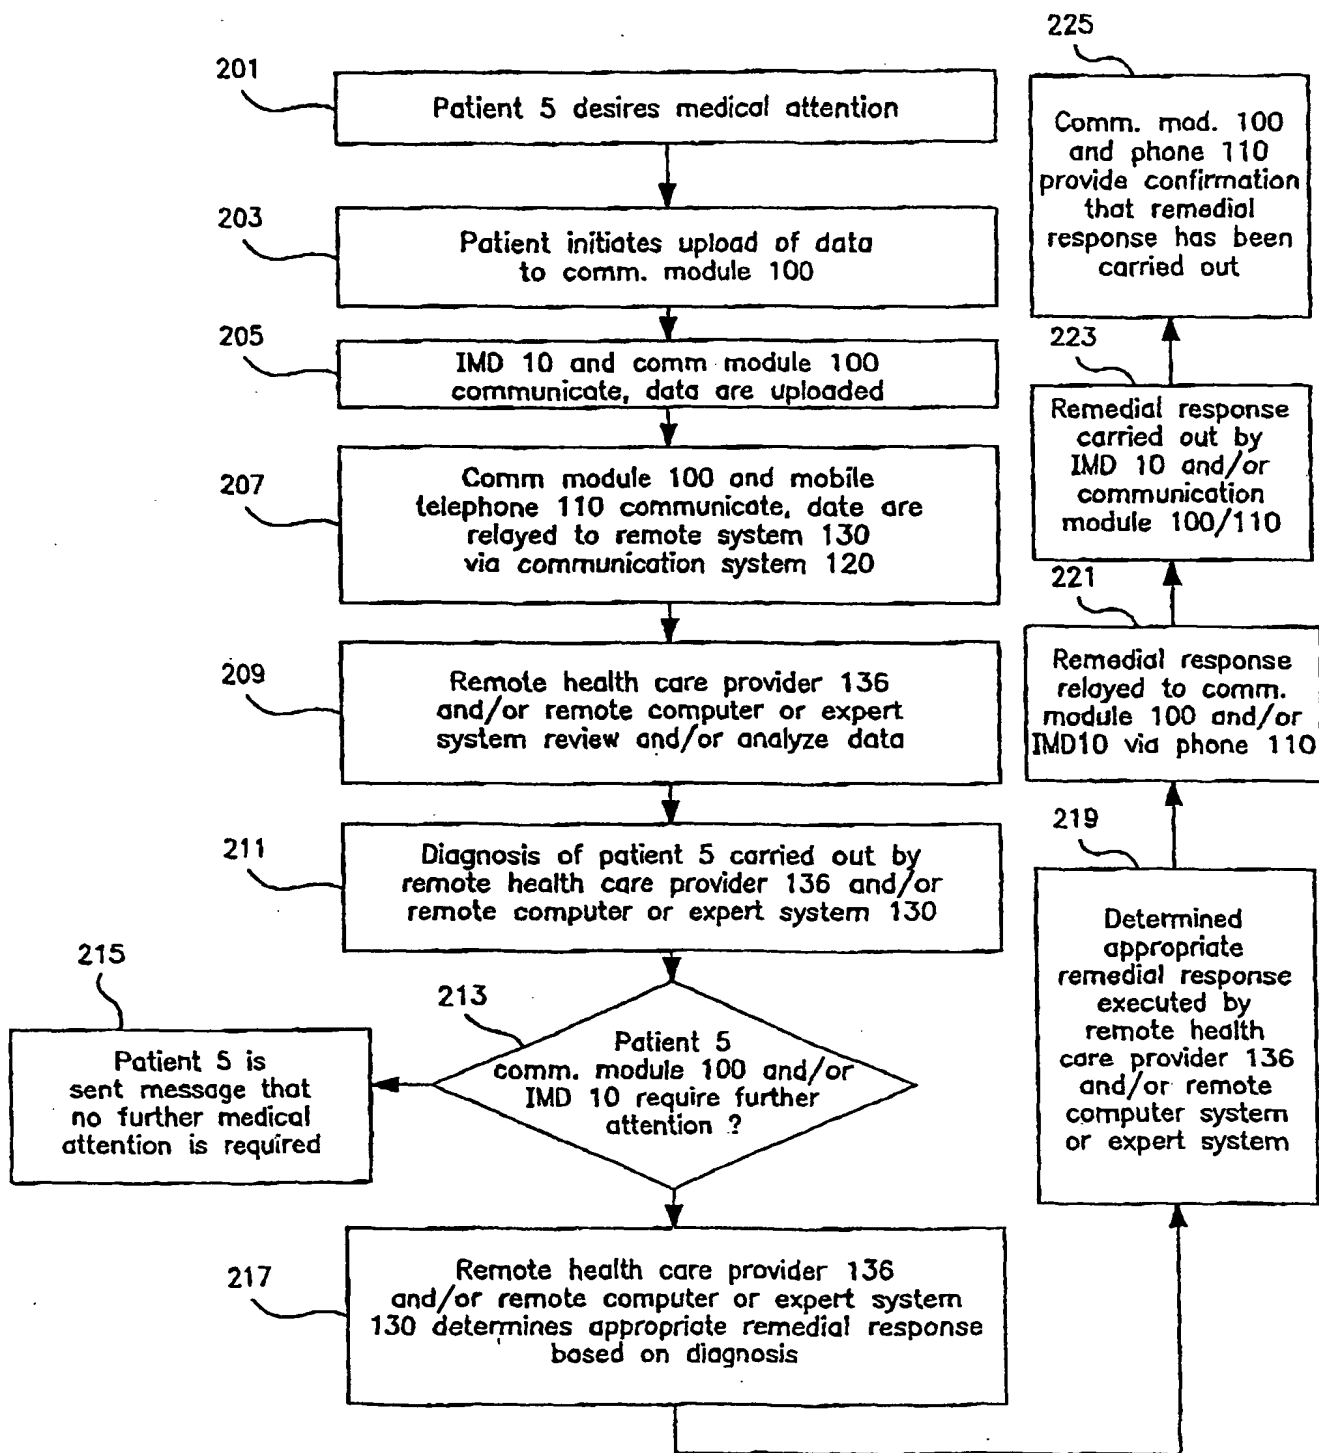 201
Patient 5 desires medical attention
203
Patient initiates upload of data
to comm. module 100
205
IMD 10 and comm module 100
communicate, data are uploaded
207
Comm module 100 and mobile
telephone 110 communicate, date are
relayed to remote system 130
via communication system 120
209
Remote health care provider 136
and/or remote computer or expert
system review and/or analyze data
211
Diagnosis of patient 5 carried out by
remote health care provider 136 and/or
remote computer or expert system 130
213
Patient 5
comm. module 100 and/or
IMD 10 require further
attention ?
215
Patient 5 is
sent message that
no further medical
attention is required
217
Remote health care provider 136
and/or remote computer or expert system
130 determines appropriate remedial response
based on diagnosis
219
Determined
appropriate
remedial response
executed by
remote health
care provider 136
and/or remote
computer system
or expert system
221
Remedial response
relayed to comm.
module 100 and/or
IMD10 via phone 110
223
Remedial response
carried out by
IMD 10 and/or
communication
module 100/110
225
Comm. mod. 100
and phone 110
provide confirmation
that remedial
response has been
carried out